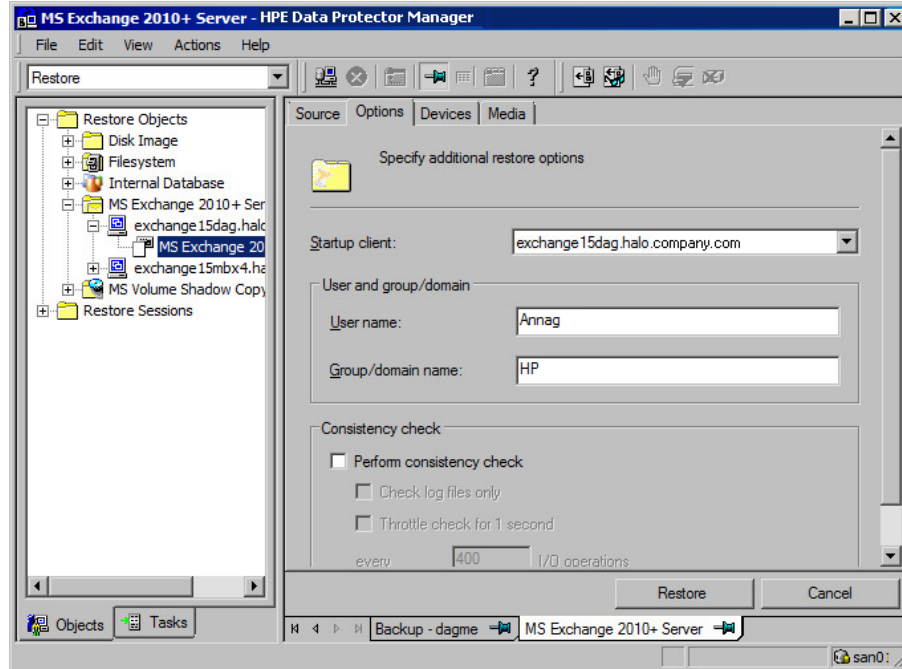 MS Exchange 2010+ Server - HPE Data Protector Manager
File Edit View Actions Help
Restore
Source Options Devices Media
Restore Objects
Disk Image
Filesystem
Internal Database
MS Exchange 2010+ Ser
exchange15dag.halo
MS Exchange 20
exchange15mbx4.ha
MS Volume Shadow Copy
Restore Sessions
Specify additional restore options
Startup client: exchange15dag.halo.company.com
User and group/domain
User name: Annag
Group/domain name: HP
Consistency check
Perform consistency check
Check log files only
Throttle check for 1 second
every 400 I/O operations
Restore Cancel
Objects Tasks
Backup - dagme MS Exchange 2010+ Server
san01